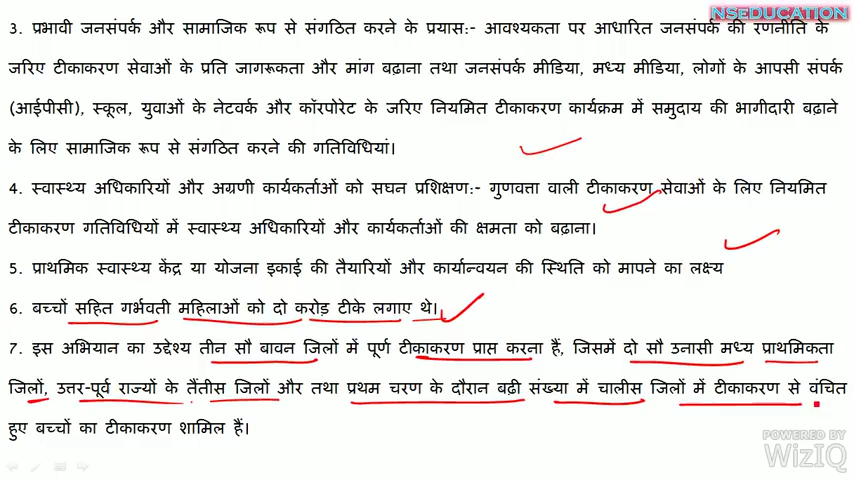 NSEDUCATION
3. प्रभावी जनसंपर्क और सामाजिक रूप से संगठित करने के प्रयास:- आवश्यकता पर आधारित जनसंपर्क की रणनीति के
जरिए टीकाकरण सेवाओं के प्रति जागरूकता और मांग बढ़ाना तथा जनसंपर्क मीडिया, मध्य मीडिया, लोगों के आपसी संपर्क
(आईपीसी), स्कूल, युवाओं के नेटवर्क और कॉरपोरेट के जरिए नियमित टीकाकरण कार्यक्रम में समुदाय की भागीदारी बढ़ाने
के लिए सामाजिक रूप से संगठित करने की गतिविधियां।
4. स्वास्थ्य अधिकारियों और अग्रणी कार्यकर्ताओं को सघन प्रशिक्षण:- गुणवत्ता वाली टीकाकरण सेवाओं के लिए नियमित
टीकाकरण गतिविधियों में स्वास्थ्य अधिकारियों और कार्यकर्ताओं की क्षमता को बढ़ाना।
5. प्राथमिक स्वास्थ्य केंद्र या योजना इकाई की तैयारियों और कार्यान्वयन की स्थिति को मापने का लक्ष्य
6. बच्चों सहित गर्भवती महिलाओं को दो करोड़ टीके लगाए थे।
7. इस अभियान का उद्देश्य तीन सौ बावन जिलों में पूर्ण टीकाकरण प्राप्त करना हैं, जिसमें दो सौ उनासी मध्य प्राथमिकता
जिलों, उत्तर-पूर्व राज्यों के तैंतीस जिलों और तथा प्रथम चरण के दौरान बढ़ी संख्या में चालीस जिलों में टीकाकरण से वंचित
हुए बच्चों का टीकाकरण शामिल हैं।
POWERED BY
WizIQ